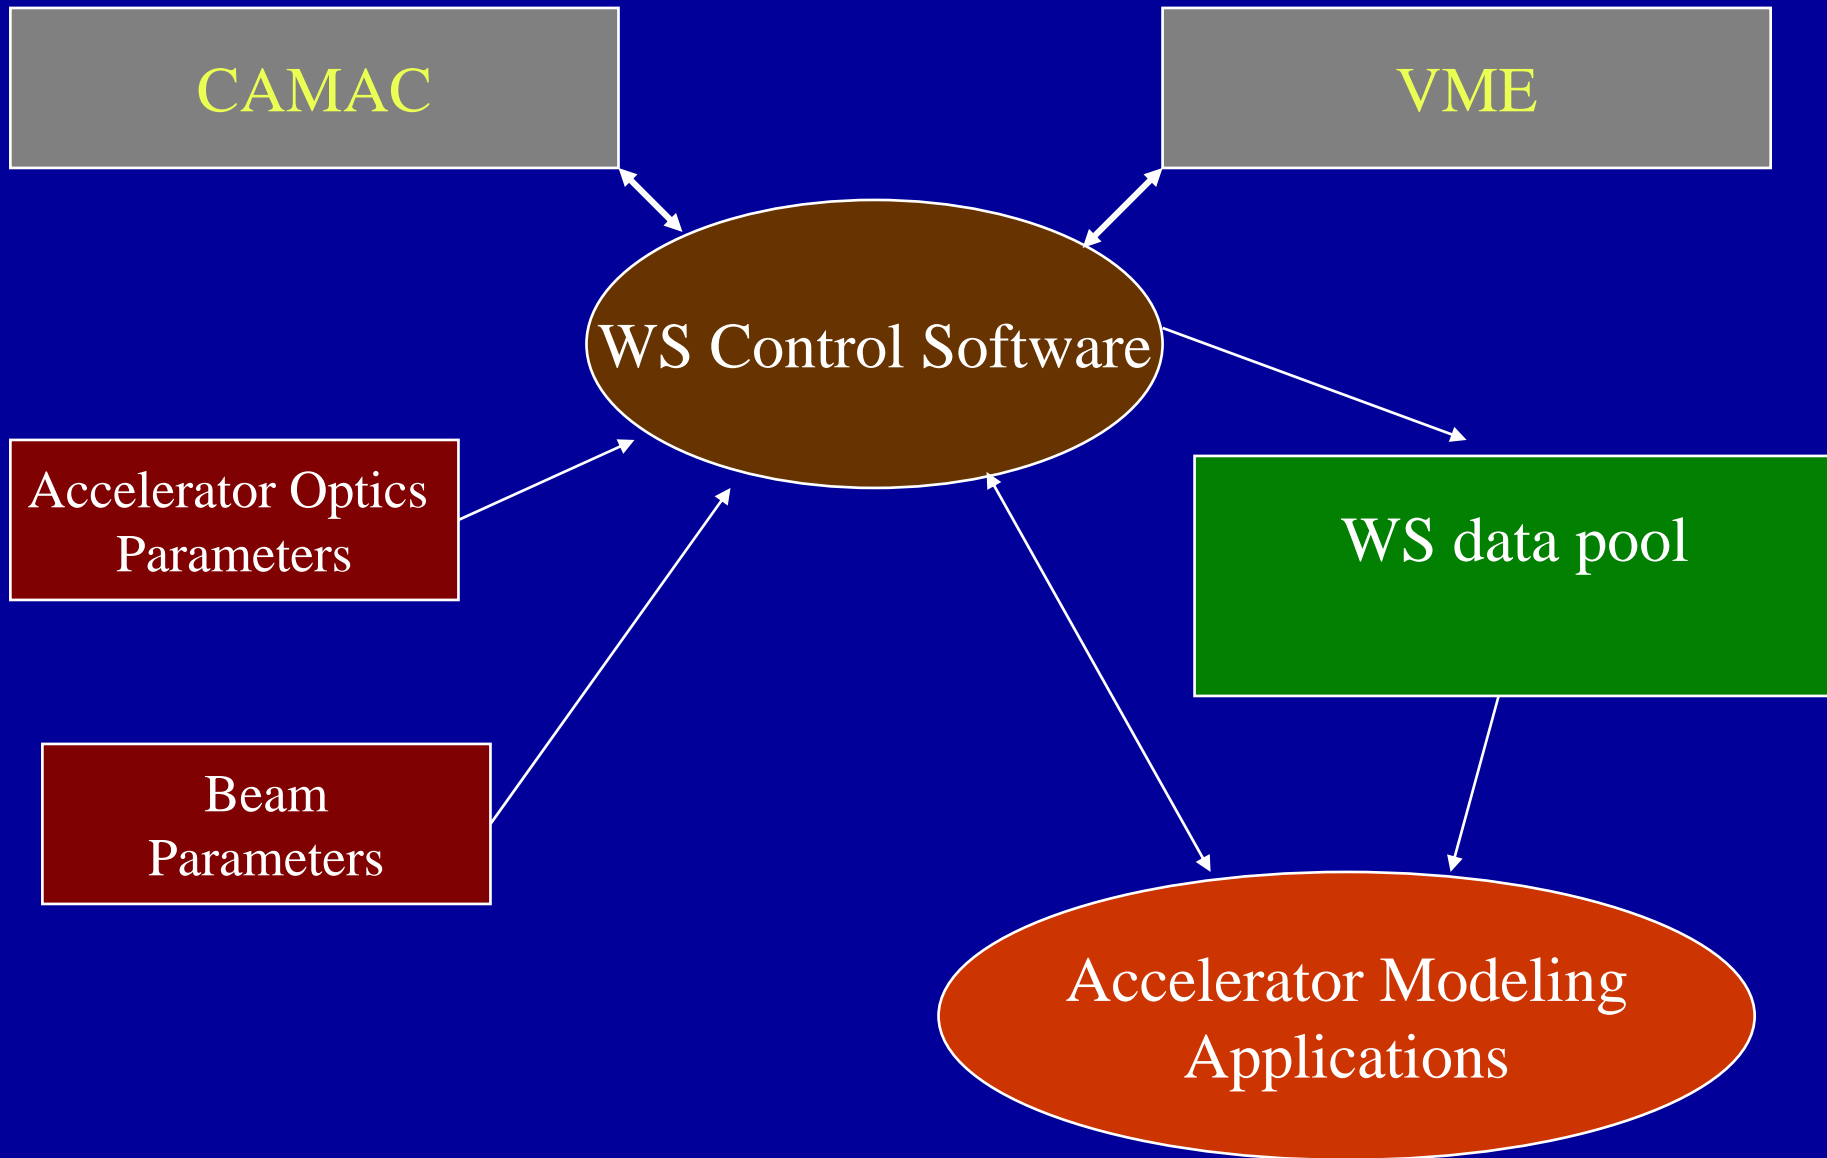 CAMAC
VME
WS Control Software
Accelerator Optics
Parameters
WS data pool
Beam
Parameters
Accelerator Modeling
Applications